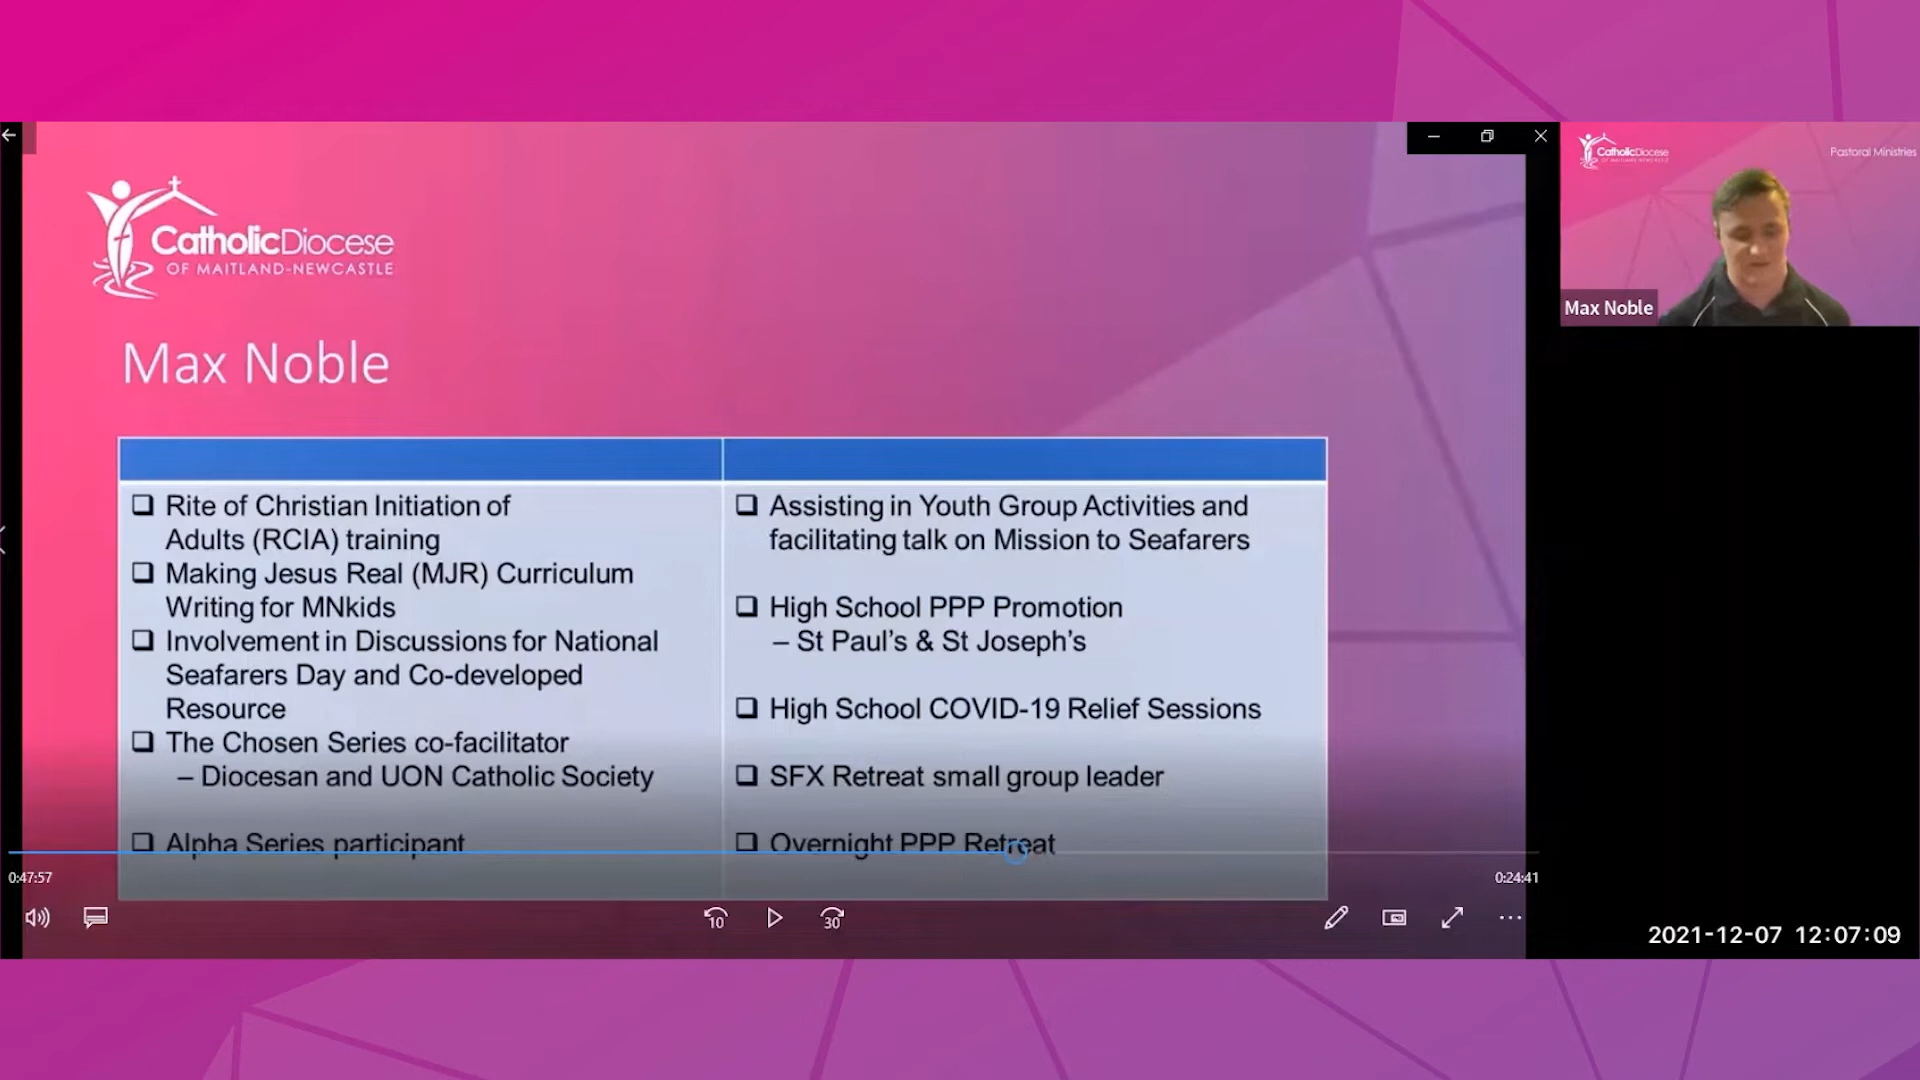 CatholicDiocese
OF MAITLAND-NEWCASTLE
Max Noble
❑ Rite of Christian Initiation of
Adults (RCIA) training
❑ Making Jesus Real (MJR) Curriculum
Writing for MNkids
❑ Involvement in Discussions for National
Seafarers Day and Co-developed
Resource
❑ The Chosen Series co-facilitator
– Diocesan and UON Catholic Society
❑ Alpha Series participant
❑ Assisting in Youth Group Activities and
facilitating talk on Mission to Seafarers
❑ High School PPP Promotion
– St Paul's & St Joseph's
❑ High School COVID-19 Relief Sessions
❑ SFX Retreat small group leader
❑ Overnight PPP Retreat
0:47:57
0:24:41
10
30
CatholicDiocese
OF MAITLAND-NEWCASTLE
Pastoral Ministries
Max Noble
2021-12-07 12:07:09